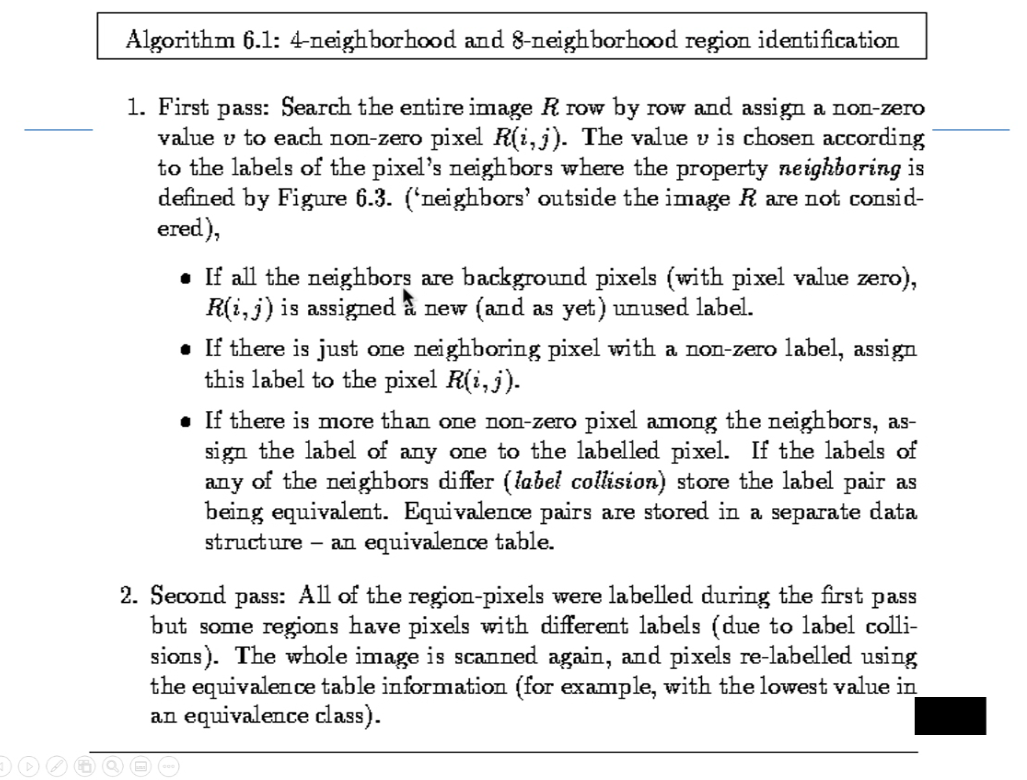 Algorithm 6.1: 4-neighborhood and 8-neighborhood region identification
1. First pass: Search the entire image R row by row and assign a non-zero
value v to each non-zero pixel R(i,j). The value v is chosen according
to the labels of the pixel's neighbors where the property neighboring is
defined by Figure 6.3. ('neighbors' outside the image R are not consid-
ered),
• If all the neighbors are background pixels (with pixel value zero),
R(i,j) is assigned a new (and as yet) unused label.
• If there is just one neighboring pixel with a non-zero label, assign
this label to the pixel R(i,j).
• If there is more than one non-zero pixel among the neighbors, as-
sign the label of any one to the labelled pixel. If the labels of
any of the neighbors differ (label collision) store the label pair as
being equivalent. Equivalence pairs are stored in a separate data
structure – an equivalence table.
2. Second pass: All of the region-pixels were labelled during the first pass
but some regions have pixels with different labels (due to label colli-
sions). The whole image is scanned again, and pixels re-labelled using
the equivalence table information (for example, with the lowest value in
an equivalence class).